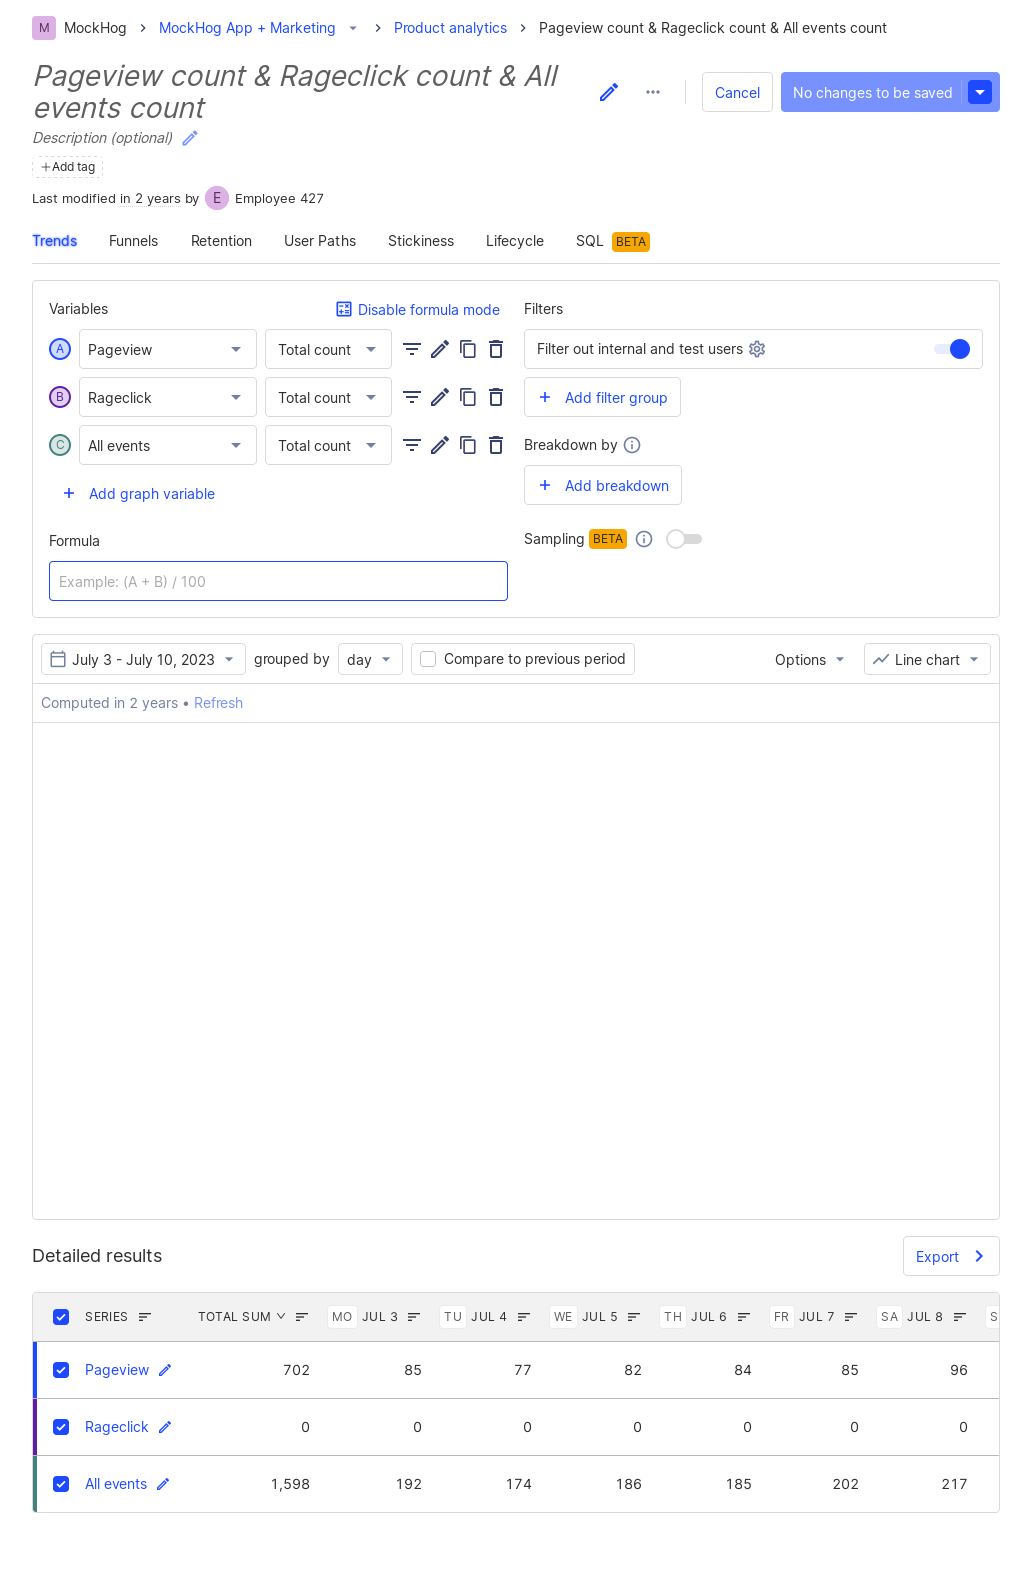 M MockHog MockHog App + Marketing Product analytics Pageview count & Rageclick count & All events count
Pageview count & Rageclick count & All
events count
Cancel
No changes to be saved
Description (optional)
Add tag
Last modified in 2 years by E Employee 427
Trends Funnels Retention User Paths Stickiness Lifecycle SQL BETA
Variables Disable formula mode
A Pageview Total count
B Rageclick Total count
C All events Total count
Add graph variable
Formula
Example: (A + B) / 100
Filters
Filter out internal and test users
Add filter group
Breakdown by
Add breakdown
Sampling BETA
July 3 - July 10, 2023 grouped by day Compare to previous period Options Line chart
Computed in 2 years • Refresh
Detailed results Export
SERIES TOTAL SUM MO JUL 3 TU JUL 4 WE JUL 5 TH JUL 6 FR JUL 7 SA JUL 8 S
Pageview 702 85 77 82 84 85 96
Rageclick 0 0 0 0 0 0 0
All events 1,598 192 174 186 185 202 217